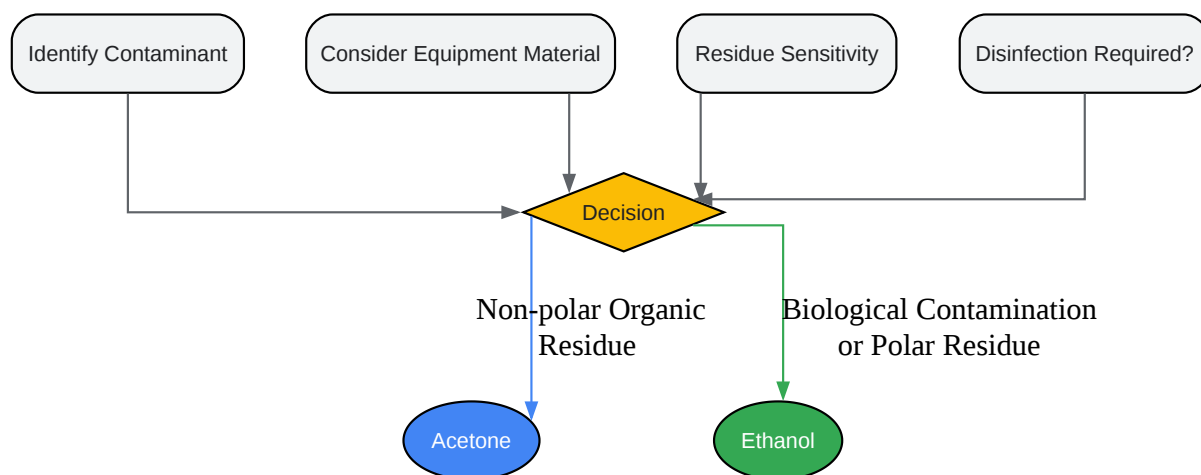 Identify Contaminant
Consider Equipment Material
Residue Sensitivity
Disinfection Required?
Decision
Non-polar Organic
Residue
Biological Contamination
or Polar Residue
Acetone
Ethanol